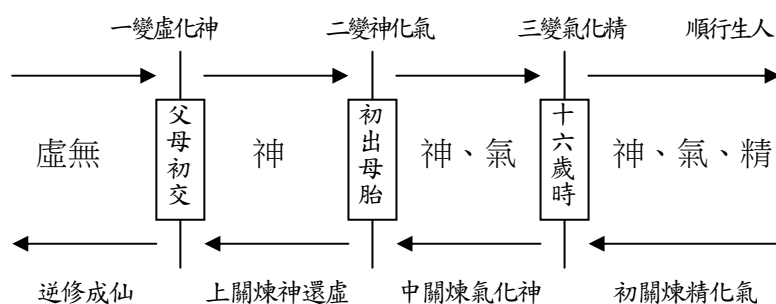 一變虛化神 二變神化氣 三變氣化精 順行生人
虛無 父母初交 神 初出母胎 神、氣 十六歲時 神、氣、精
逆修成仙 上關煉神還虛 中關煉氣化神 初關煉精化氣